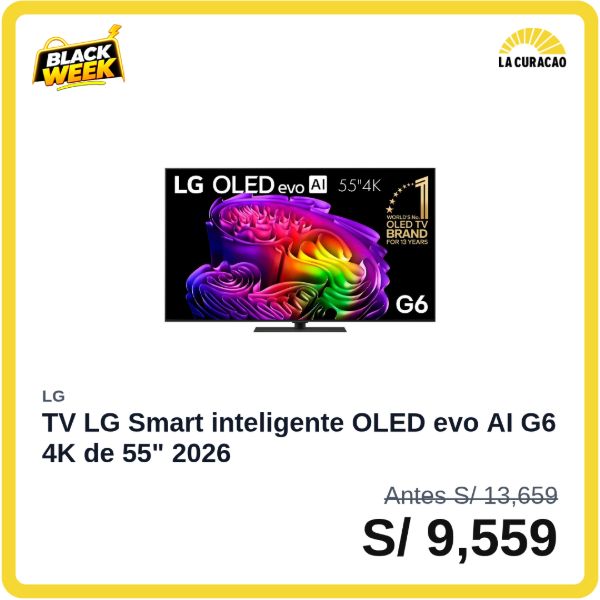 BLACK
WEEK
LA CURACAO
LG OLED evo AI 55"4K
1
WORLD'S No.
OLED TV
BRAND
FOR 13 YEARS
G6
LG
TV LG Smart inteligente OLED evo AI G6
4K de 55" 2026
Antes S/ 13,659
S/ 9,559